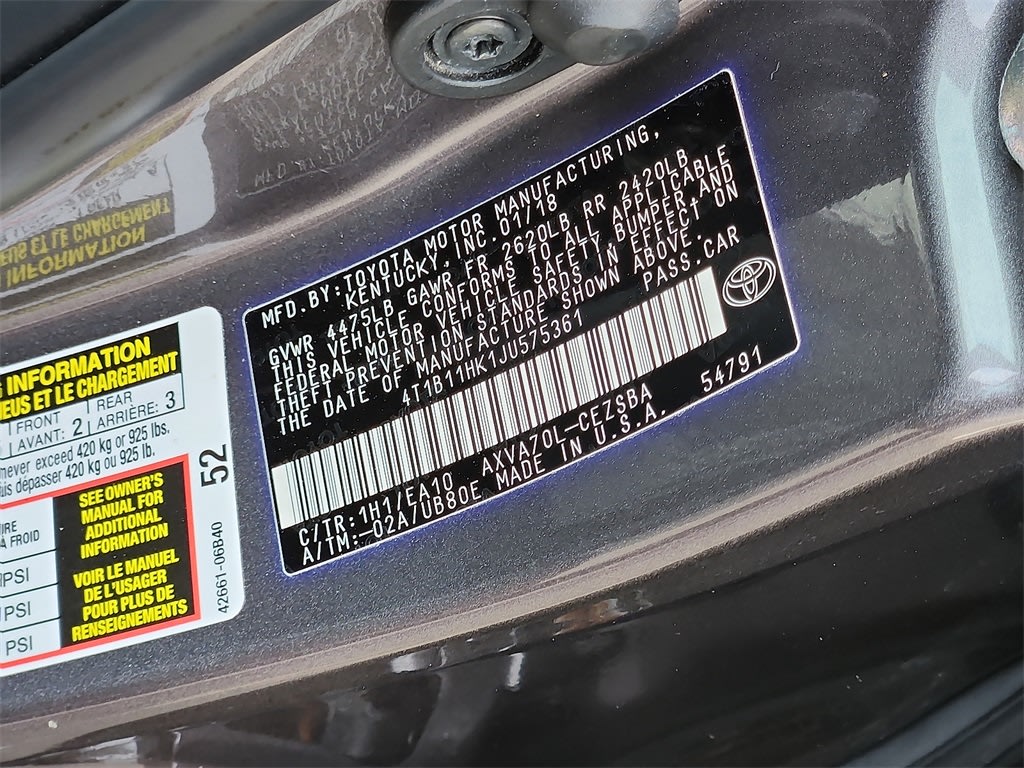 MFD. BY: TOYOTA MOTOR MANUFACTURING,
KENTUCKY, INC. 01/18
GVWR 4475LB GAWR FR 2620LB RR 2420LB
THIS VEHICLE CONFORMS TO ALL APPLICABLE
FEDERAL MOTOR VEHICLE SAFETY, BUMPER, AND
THEFT PREVENTION STANDARDS IN EFFECT ON
THE DATE OF MANUFACTURE SHOWN ABOVE.
4T1B11HK1JU575361 PASS. CAR
54791
C/TR: 1H1/EA10 AXVA70L-CEZSBA
A/TM: -02A/UB80E MADE IN U.S.A.
INFORMATION
ET LE CHARGEMENT
FRONT REAR
AVANT: 2 ARRIÈRE: 3
never exceed 420 kg or 925 lbs.
dépasser 420 kg ou 925 lb.
52
SEE OWNER'S
MANUAL FOR
ADDITIONAL
INFORMATION
VOIR LE MANUEL
DE L'USAGER
POUR PLUS DE
RENSEIGNEMENTS
À FROID
PSI
PSI
PSI
42661-06B40